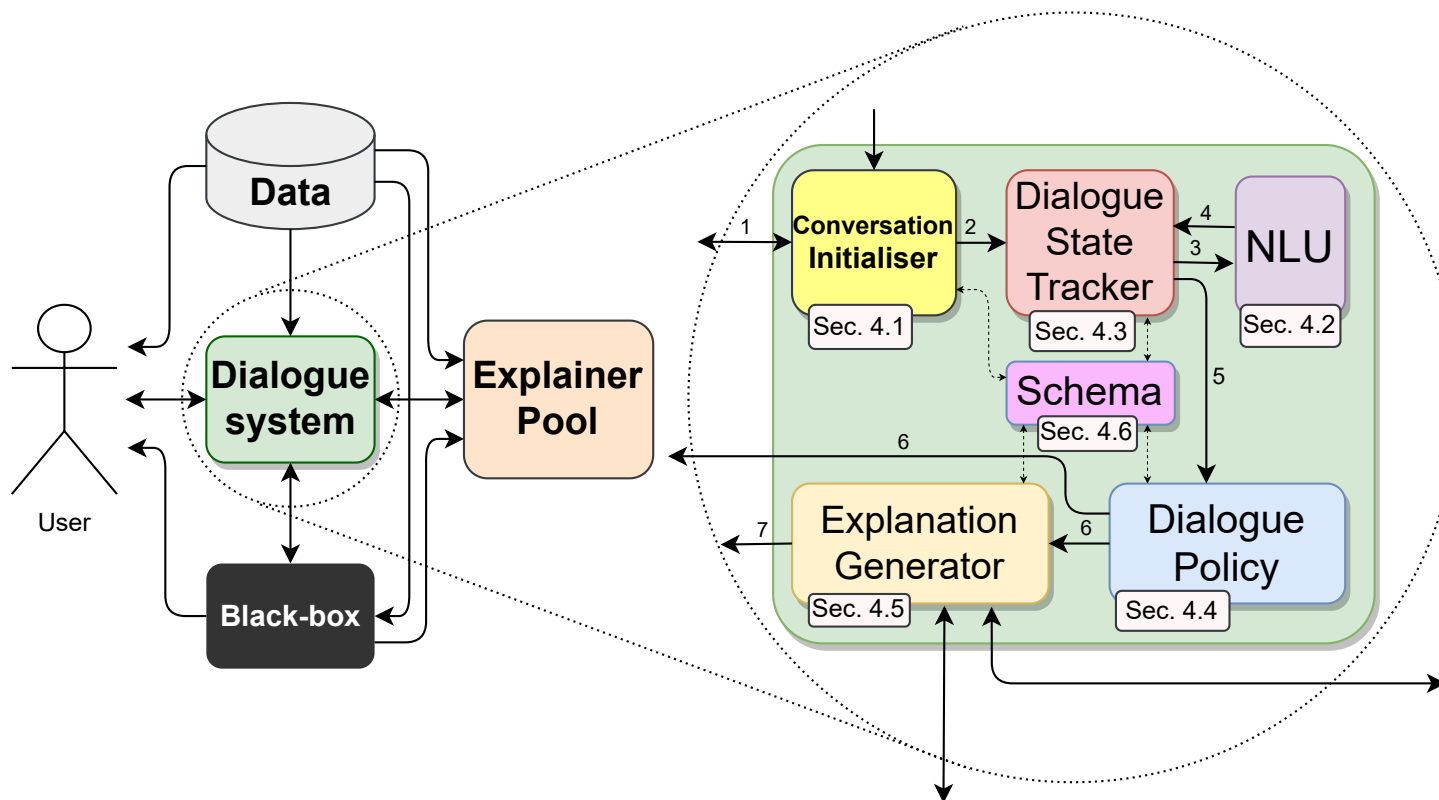 Data
Dialogue
system
Explainer
Pool
User
Black-box
1
Conversation
Initialiser
Sec. 4.1
2
Dialogue
State
Tracker
Sec. 4.3
4
3
NLU
Sec. 4.2
Schema
Sec. 4.6
5
6
7
Explanation
Generator
Sec. 4.5
6
Dialogue
Policy
Sec. 4.4